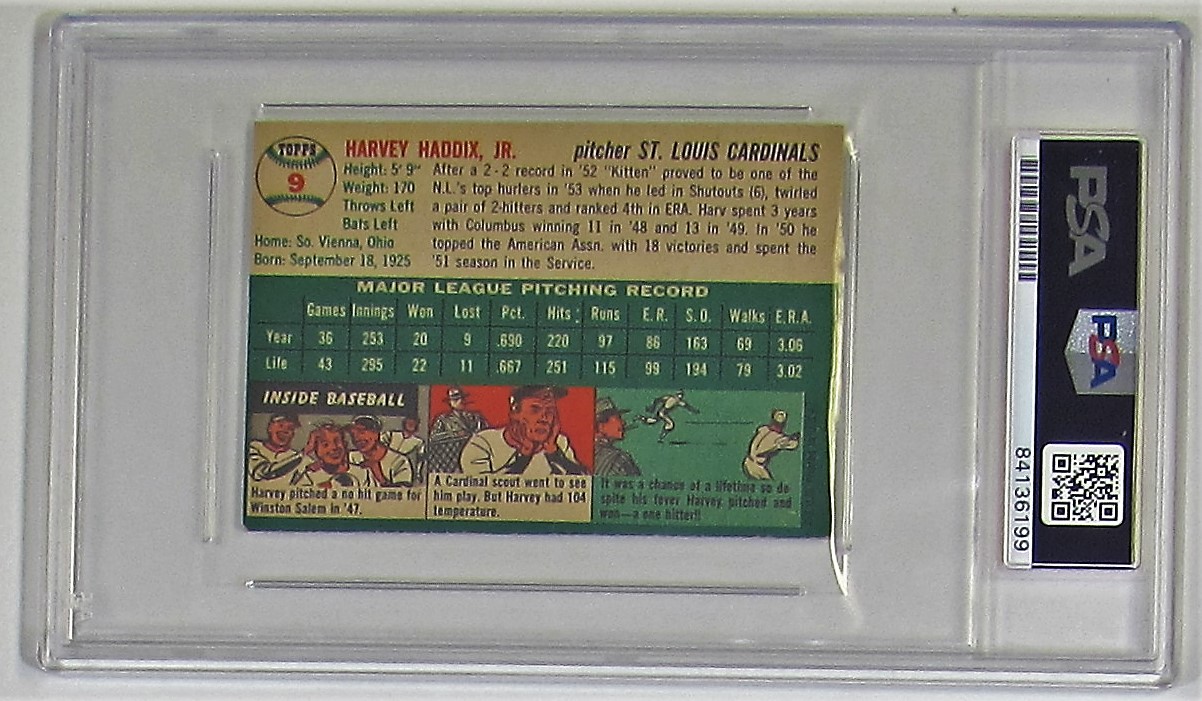 TOPPS
9
HARVEY HADDIX, JR.
pitcher ST. LOUIS CARDINALS
Height: 5' 9"
Weight: 170
Throws Left
Bats Left
Home: So. Vienna, Ohio
Born: September 18, 1925
After a 2-2 record in '52 "Kitten" proved to be one of the
N.L.'s top hurlers in '53 when he led in Shutouts (6), twirled
a pair of 2-hitters and ranked 4th in ERA. Harv spent 3 years
with Columbus winning 11 in '48 and 13 in '49. In '50 he
topped the American Assn. with 18 victories and spent the
'51 season in the Service.
MAJOR LEAGUE PITCHING RECORD
Games Innings Won Lost Pct. Hits Runs E.R. S.O. Walks E.R.A.
Year 36 253 20 9 .690 220 97 86 163 69 3.06
Life 43 295 22 11 .667 251 115 99 194 79 3.02
INSIDE BASEBALL
Harvey pitched a no hit game for
Winston Salem in '47.
A Cardinal scout went to see
him play. But Harvey had 104
temperature.
It was a chance of a lifetime so de
spite his fever Harvey pitched and
won—a one hitter!!
PSA
PSA
84136199